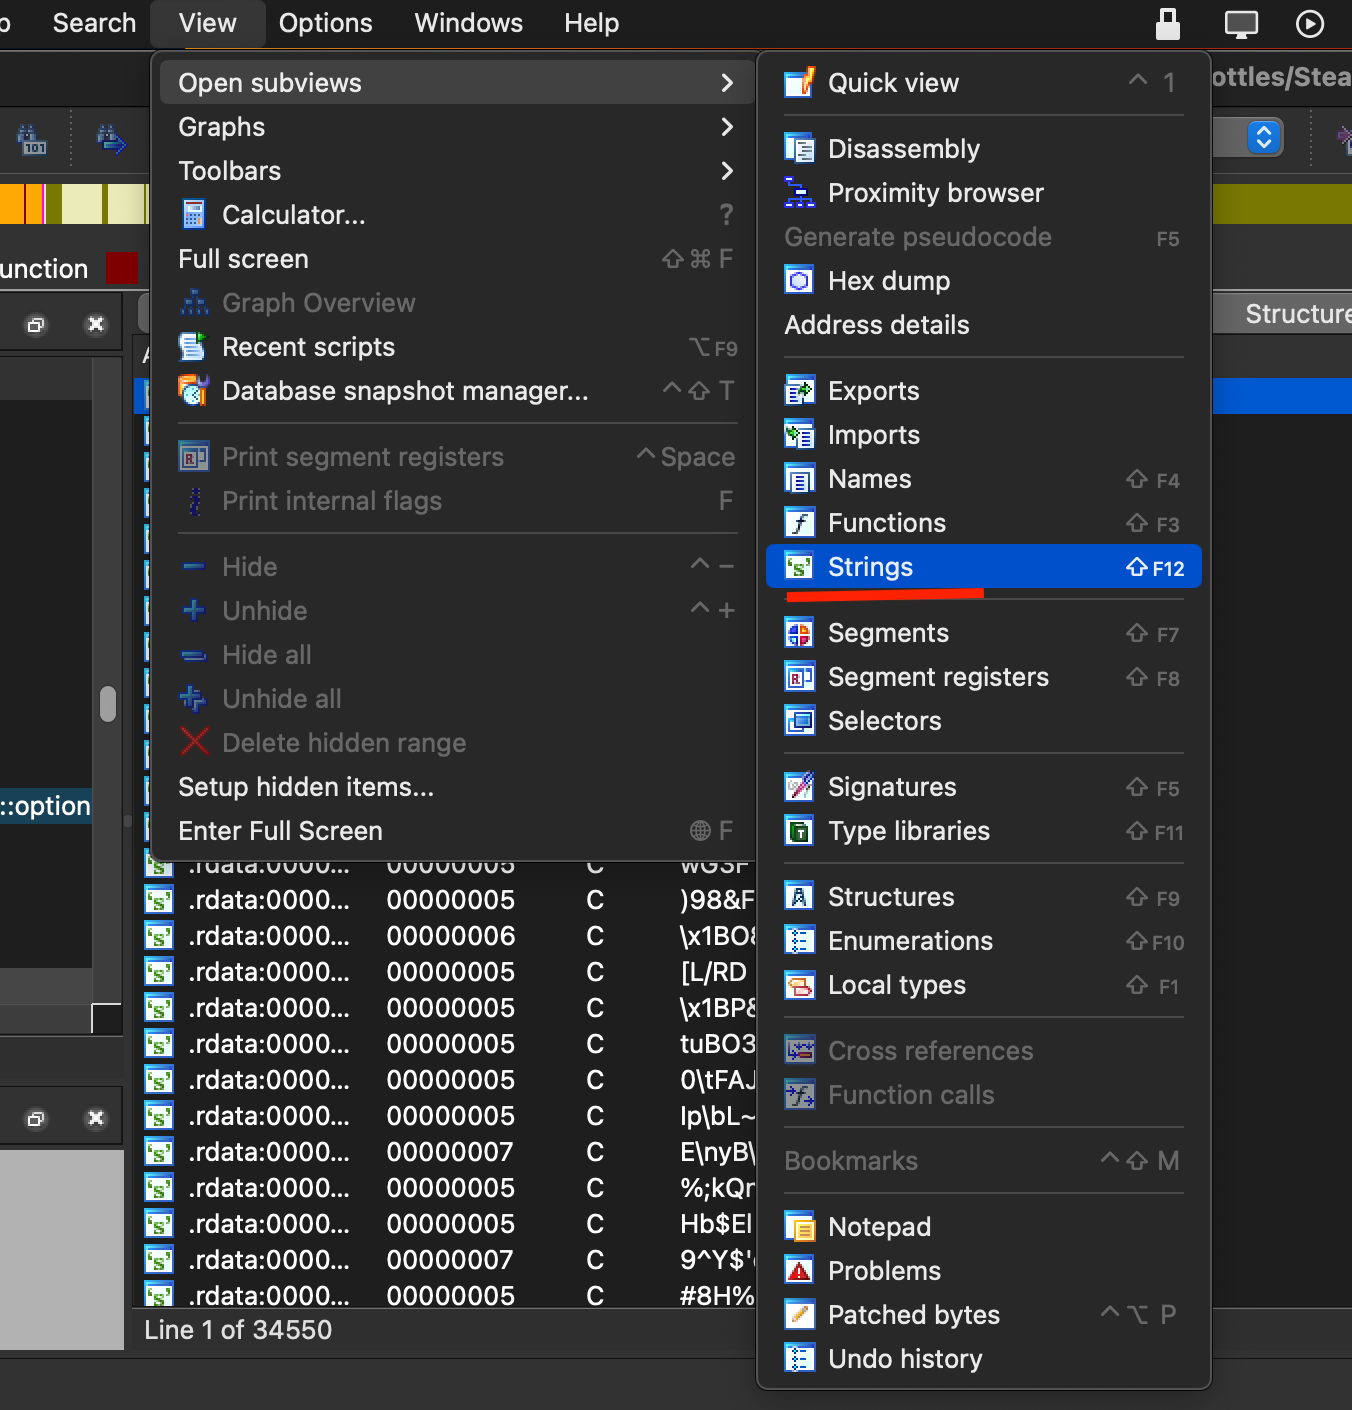 Search View Options Windows Help
Open subviews
Graphs
Toolbars
Calculator... ?
Full screen ⇧ ⌘ F
Graph Overview
Recent scripts ⌥ F9
Database snapshot manager... ^ ⇧ T
Print segment registers ^ Space
Print internal flags F
Hide ^ −
Unhide ^ +
Hide all
Unhide all
Delete hidden range
Setup hidden items...
Enter Full Screen F
Quick view ^ 1
Disassembly
Proximity browser
Generate pseudocode F5
Hex dump
Address details
Exports
Imports
Names ⇧ F4
Functions ⇧ F3
Strings ⇧ F12
Segments ⇧ F7
Segment registers ⇧ F8
Selectors
Signatures ⇧ F5
Type libraries ⇧ F11
Structures ⇧ F9
Enumerations ⇧ F10
Local types ⇧ F1
Cross references
Function calls
Bookmarks ^ ⇧ M
Notepad
Problems
Patched bytes ^ ⌥ P
Undo history
ottles/Stea
Structure
unction
::option
.rdata:0000... 00000005 C wG3F
.rdata:0000... 00000005 C )98&F
.rdata:0000... 00000006 C \x1BO&
.rdata:0000... 00000005 C [L/RD
.rdata:0000... 00000005 C \x1BP&
.rdata:0000... 00000005 C tuBO3
.rdata:0000... 00000005 C 0\tFAJ
.rdata:0000... 00000005 C \bL~
.rdata:0000... 00000007 C E\nyB\
.rdata:0000... 00000005 C %;kQr
.rdata:0000... 00000005 C Hb$El
.rdata:0000... 00000007 C 9^Y$'
.rdata:0000... 00000005 C #8H%
Line 1 of 34550